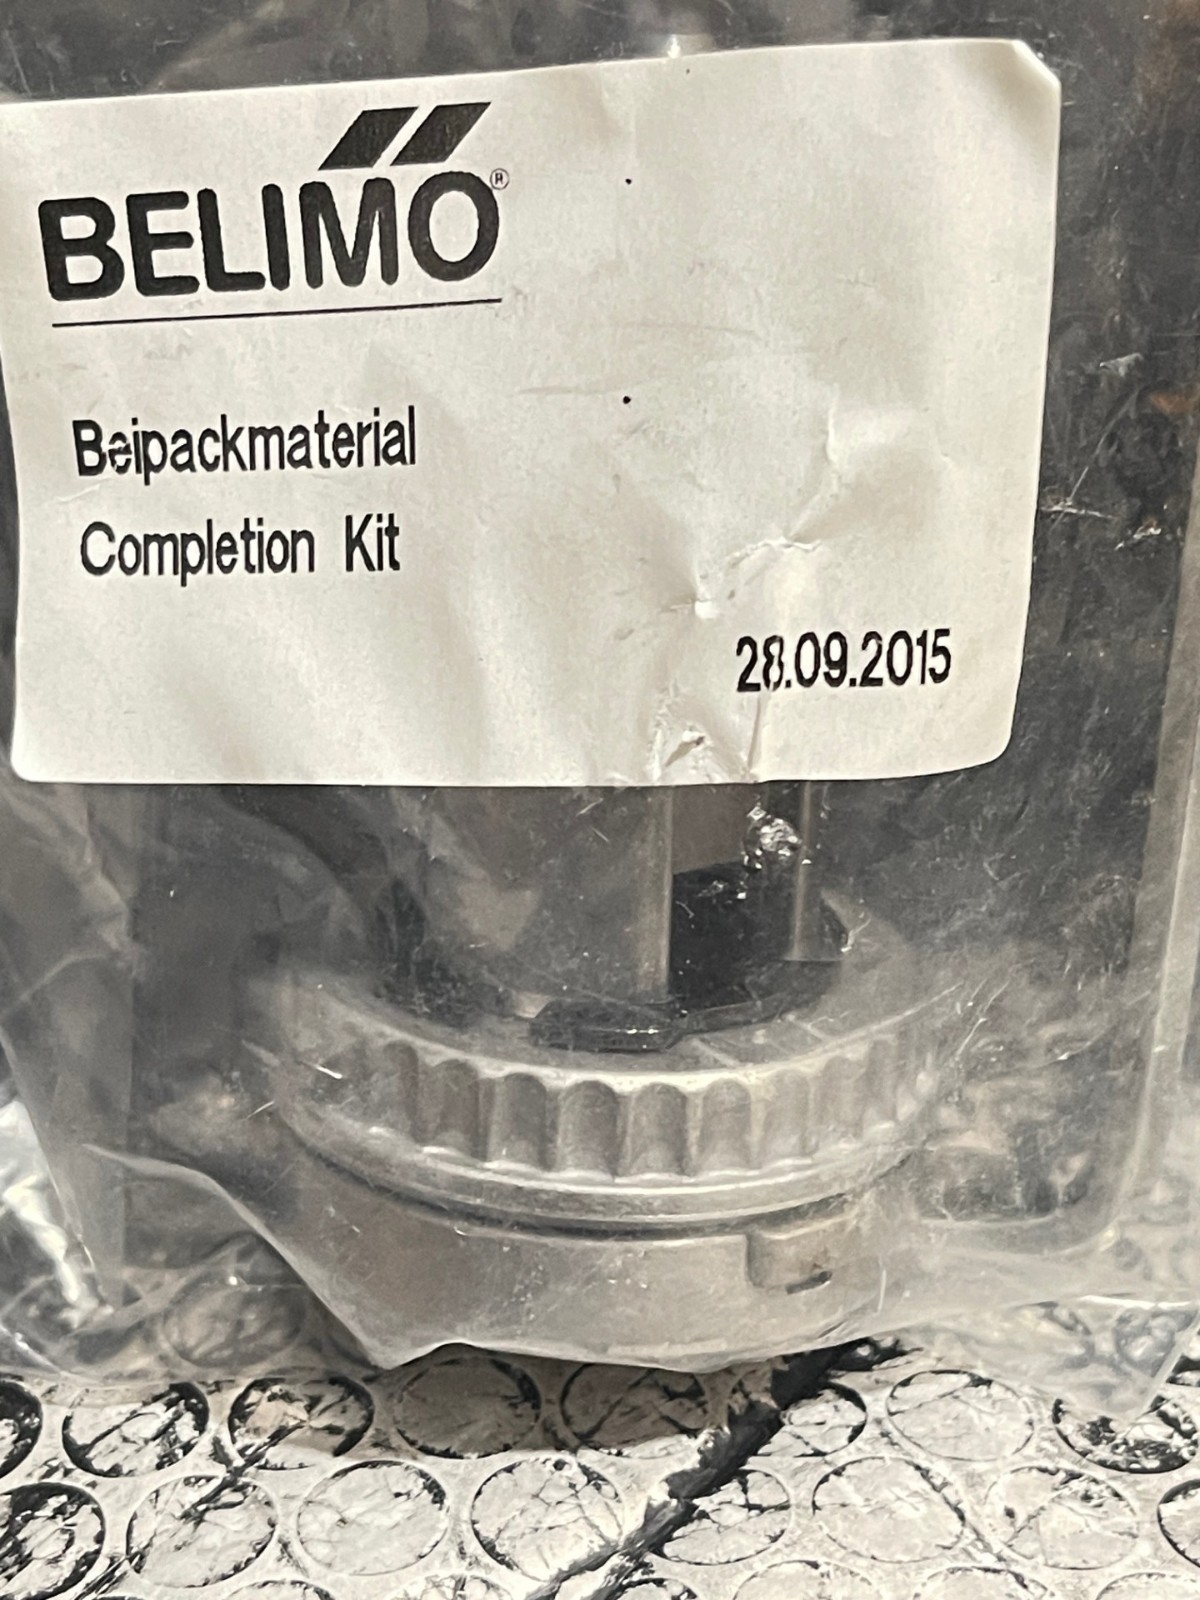 BELIMO®
Beipackmaterial
Completion Kit
28.09.2015